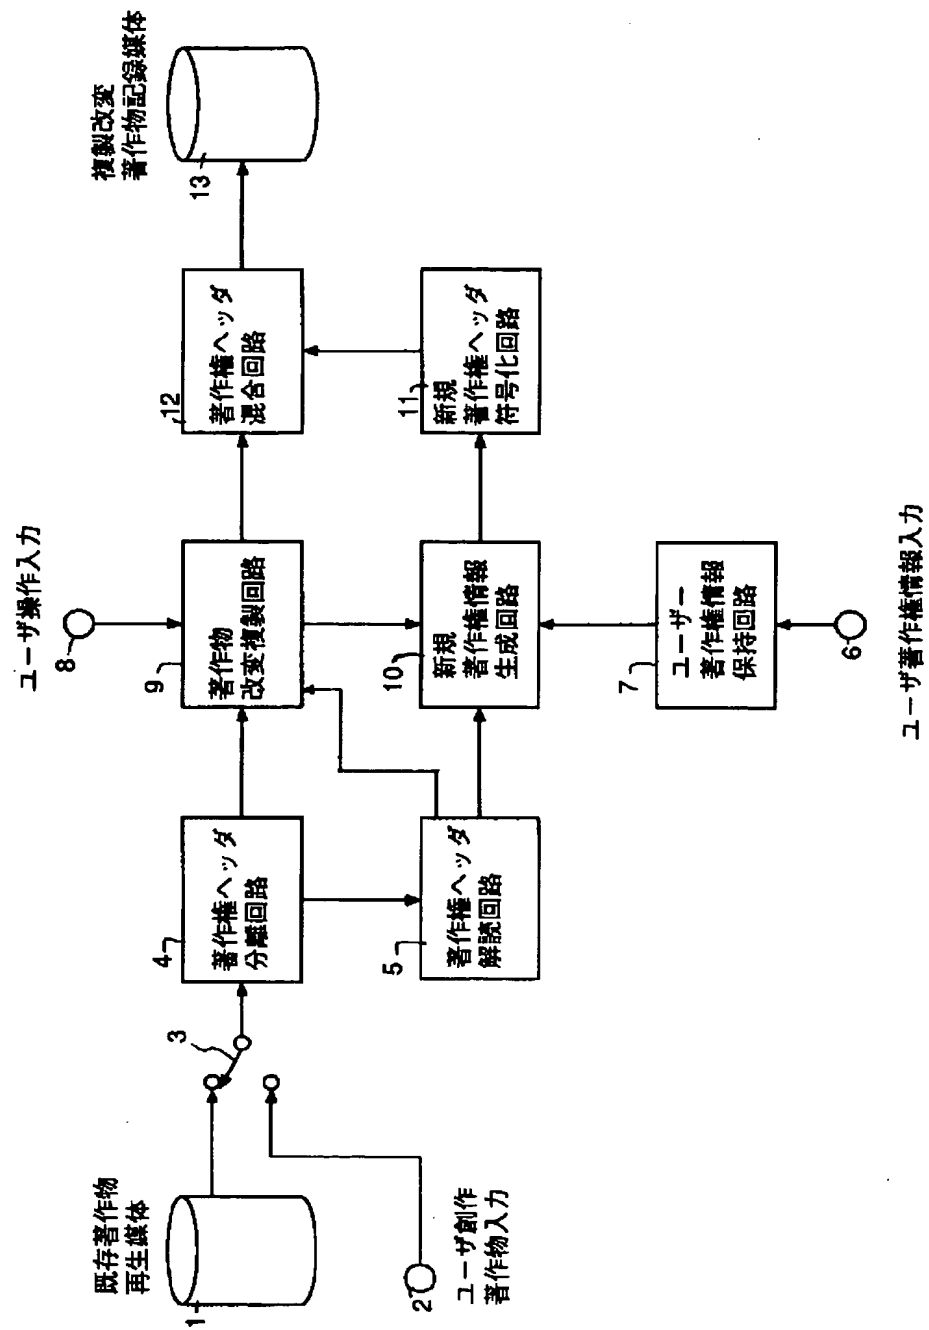 既存著作物
再生媒体
1
2
ユーザ創作
著作物入力
3
4
著作権ヘッダ
分離回路
5
著作権ヘッダ
解読回路
ユーザ操作入力
8
9
著作物
改変複製回路
10
新規
著作権情報
生成回路
7
ユーザー
著作権情報
保持回路
6
ユーザ著作権情報入力
12
著作権ヘッダ
混合回路
11
新規
著作権ヘッダ
符号化回路
複製改変
著作物記録媒体
13